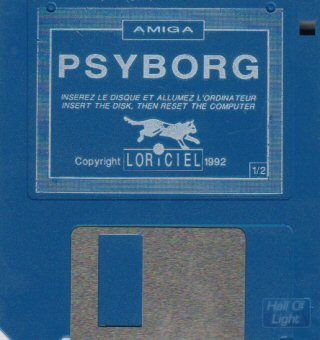 AMIGA
PSYBORG
INSEREZ LE DISQUE ET ALLUMEZ L'ORDINATEUR
INSERT THE DISK, THEN RESET THE COMPUTER
Copyright LORICIEL 1992
1/2
Hall Of
Light